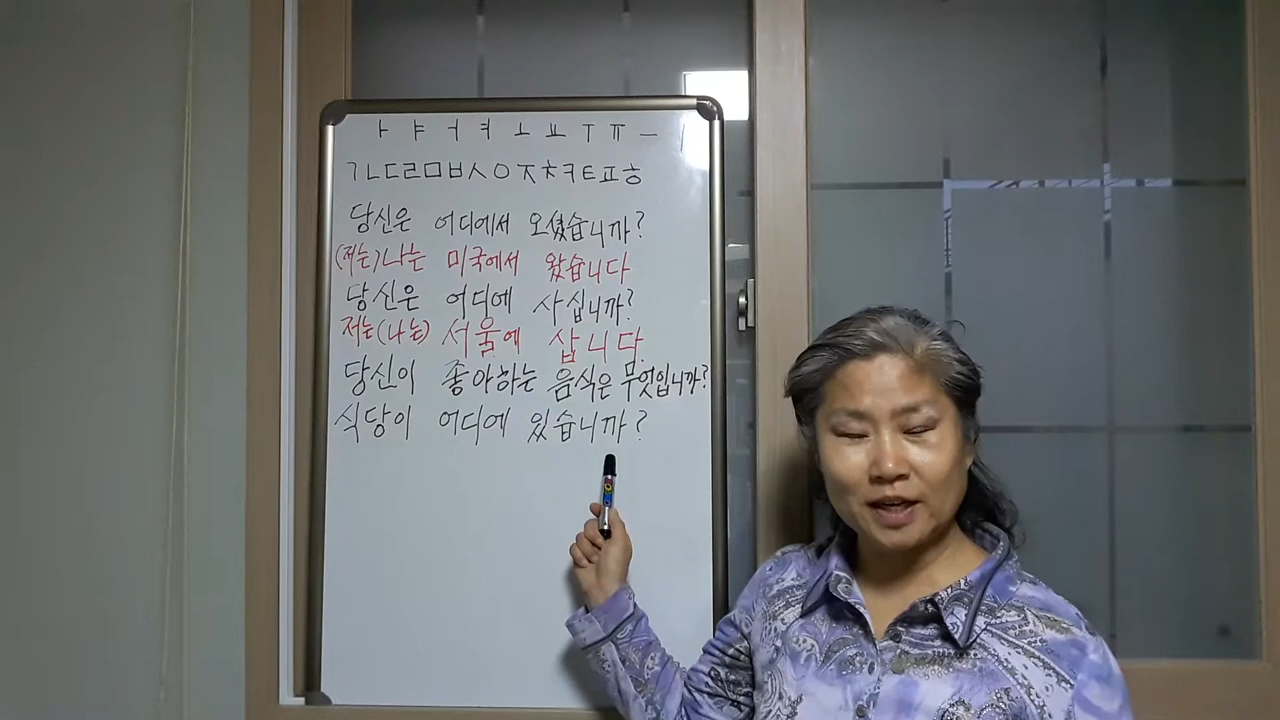 ㅏ ㅑ ㅓ ㅕ ㅗ ㅛ ㅜ ㅠ ㅡ ㅣ
ㄱㄴㄷㄹㅁㅂㅅㅇㅈㅊㅋㅌㅍㅎ
당신은 어디에서 오셨습니까?
(저는)나는 미국에서 왔습니다
당신은 어디에 사십니까?
저는(나는) 서울에 삽니다.
당신이 좋아하는 음식은 무엇입니까?
식당이 어디에 있습니까?